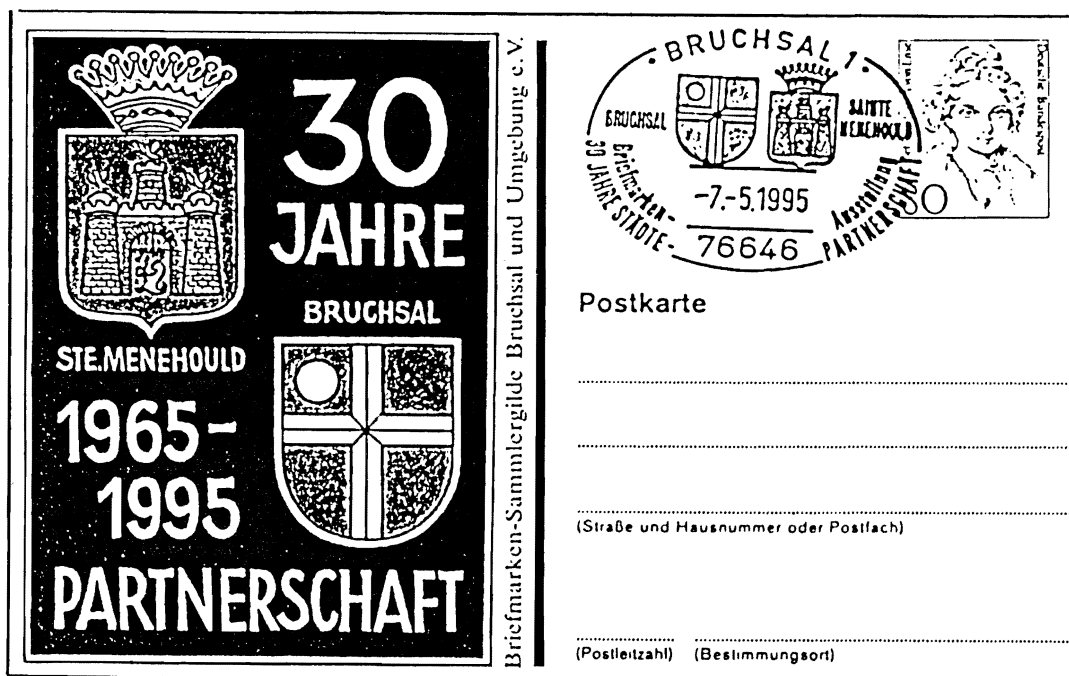 30
JAHRE
STE.MENEHOULD
BRUCHSAL
1965-
1995
PARTNERSCHAFT
Briefmarken-Sammlergilde Bruchsal und Umgebung e.V.
BRUCHSAL 1
BRUCHSAL
SAINTE
MENEHOULD
Briefmarken-
Ausstellung
30 JAHRE STÄDTE-
PARTNERSCHAFT
-7.-5.1995
76646
Postkarte
(Straße und Hausnummer oder Postfach)
(Postleitzahl) (Bestimmungsort)